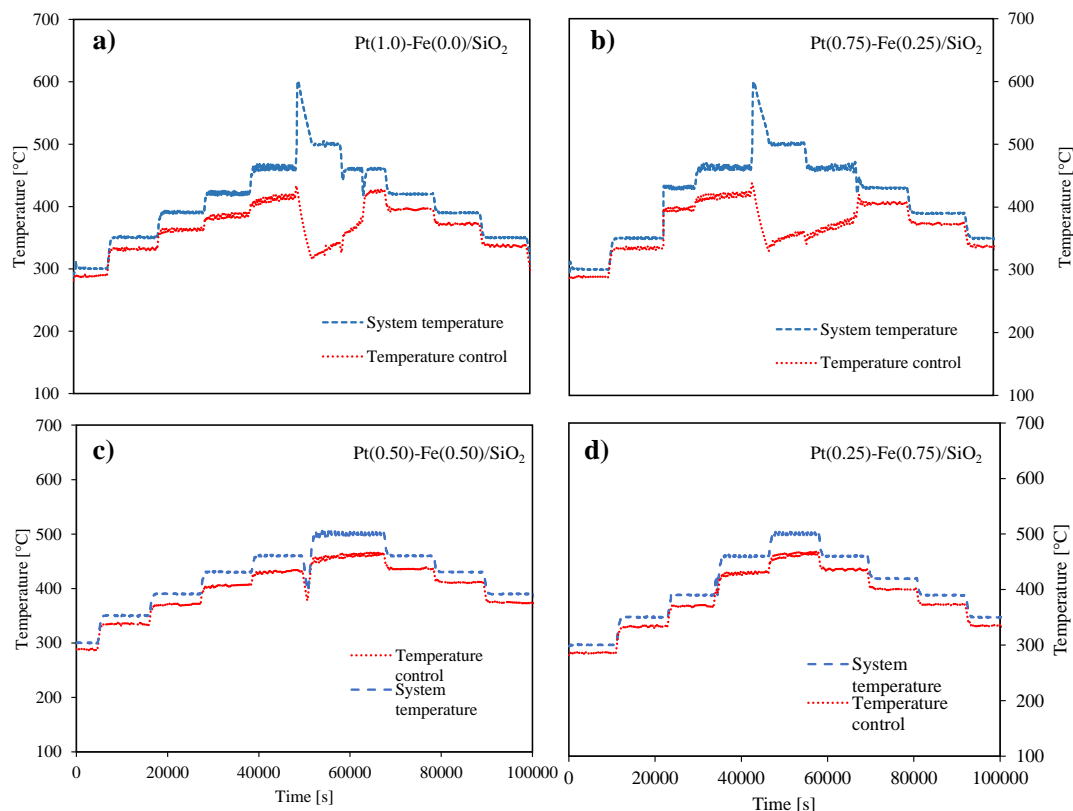 a)
Pt(1.0)-Fe(0.0)/SiO₂
Temperature [°C]
700
600
500
400
300
200
100
System temperature
Temperature control
b)
Pt(0.75)-Fe(0.25)/SiO₂
System temperature
Temperature control
700
600
500
400
300
200
100
Temperature [°C]
c)
Pt(0.50)-Fe(0.50)/SiO₂
Temperature [°C]
700
600
500
400
300
200
100
Temperature
control
System
temperature
0 20000 40000 60000 80000 100000
Time [s]
d)
Pt(0.25)-Fe(0.75)/SiO₂
System
temperature
Temperature
control
700
600
500
400
300
200
100
Temperature [°C]
0 20000 40000 60000 80000 100000
Time [s]